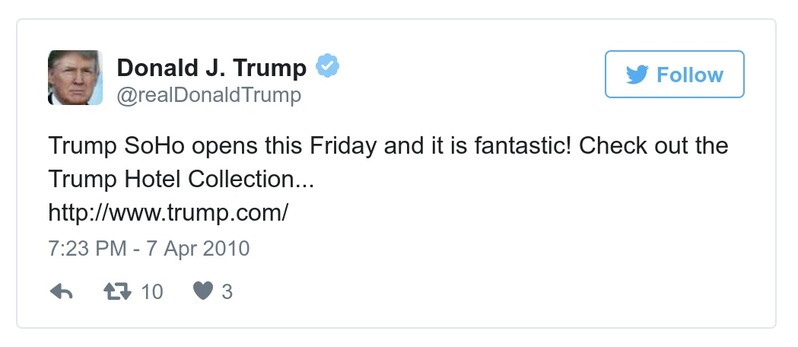 Donald J. Trump
@realDonaldTrump
Follow
Trump SoHo opens this Friday and it is fantastic! Check out the
Trump Hotel Collection...
http://www.trump.com/
7:23 PM - 7 Apr 2010
10 3